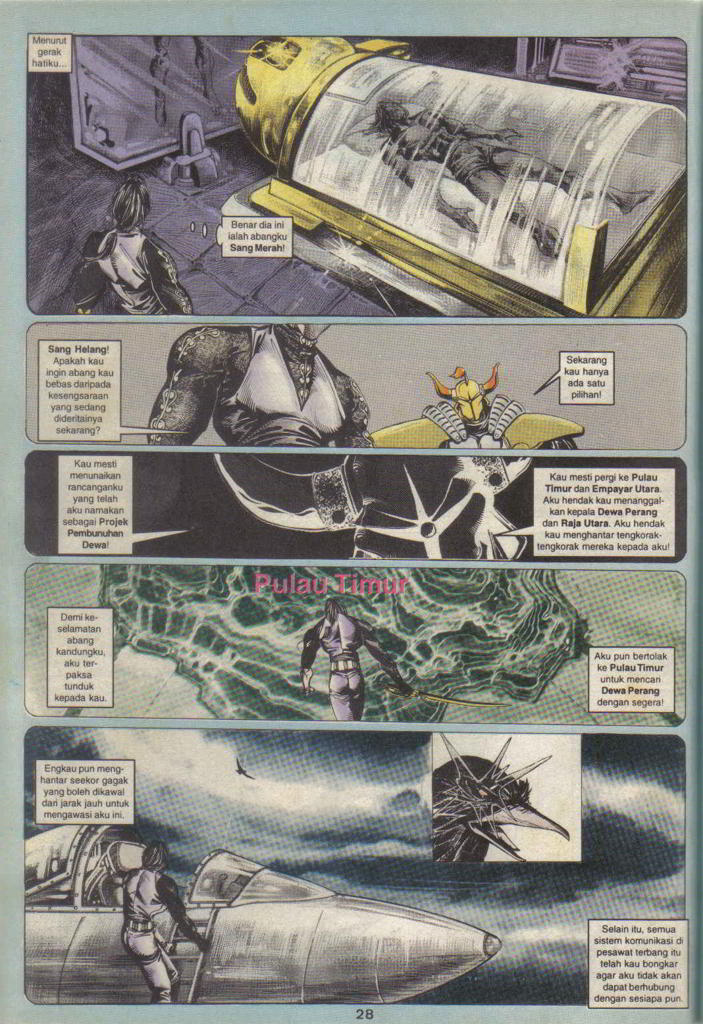 Menurut
gerak
hatiku...
Benar dia ini
ialah abangku
Sang Merah!
Sang Helang!
Apakah kau
ingin abang kau
bebas daripada
kesengsaraan
yang sedang
dideritainya
sekarang?
Sekarang
kau hanya
ada satu
pilihan!
Kau mesti
menunaikan
rancanganku
yang telah
aku namakan
sebagai Projek
Pembunuhan
Dewa!
Kau mesti pergi ke Pulau
Timur dan Empayar Utara.
Aku hendak kau menanggal-
kan kepala Dewa Perang
dan Raja Utara. Aku hendak
kau menghantar tengkorak-
tengkorak mereka kepada aku!
Pulau Timur
Demi ke-
selamatan
abang
kandungku,
aku ter-
paksa
tunduk
kepada kau.
Aku pun bertolak
ke Pulau Timur
untuk mencari
Dewa Perang
dengan segera!
Engkau pun meng-
hantar seekor gagak
yang boleh dikawal
dari jarak jauh untuk
mengawasi aku ini.
Selain itu, semua
sistem komunikasi di
pesawat terbang itu
telah kau bongkar
agar aku tidak akan
dapat berhubung
dengan sesiapa pun.
28